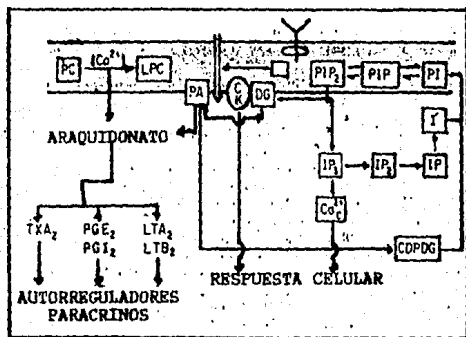 PC
[Ca²⁺]
LPC
PA
CK
DG
PIP₂
PIP
PI
I
ARAQUIDONATO
IP₃
IP₂
IP
TXA₂
PGE₂
LTA₂
PGI₂
LTB₂
CDPDG
RESPUESTA CELULAR
AUTORREGULADORES
PARACRINOS